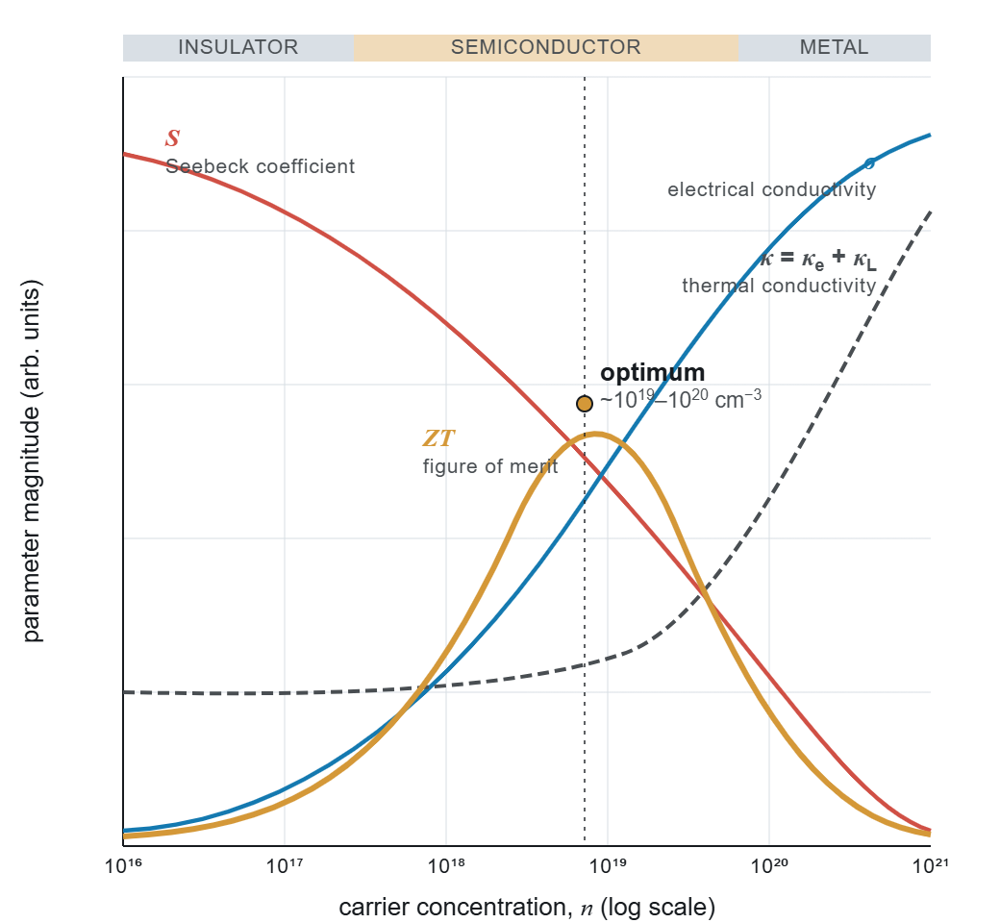 INSULATOR SEMICONDUCTOR METAL
S
Seebeck coefficient
σ
electrical conductivity
κ = κₑ + κL
thermal conductivity
optimum
~10¹⁹–10²⁰ cm⁻³
ZT
figure of merit
parameter magnitude (arb. units)
10¹⁶ 10¹⁷ 10¹⁸ 10¹⁹ 10²⁰ 10²¹
carrier concentration, n (log scale)